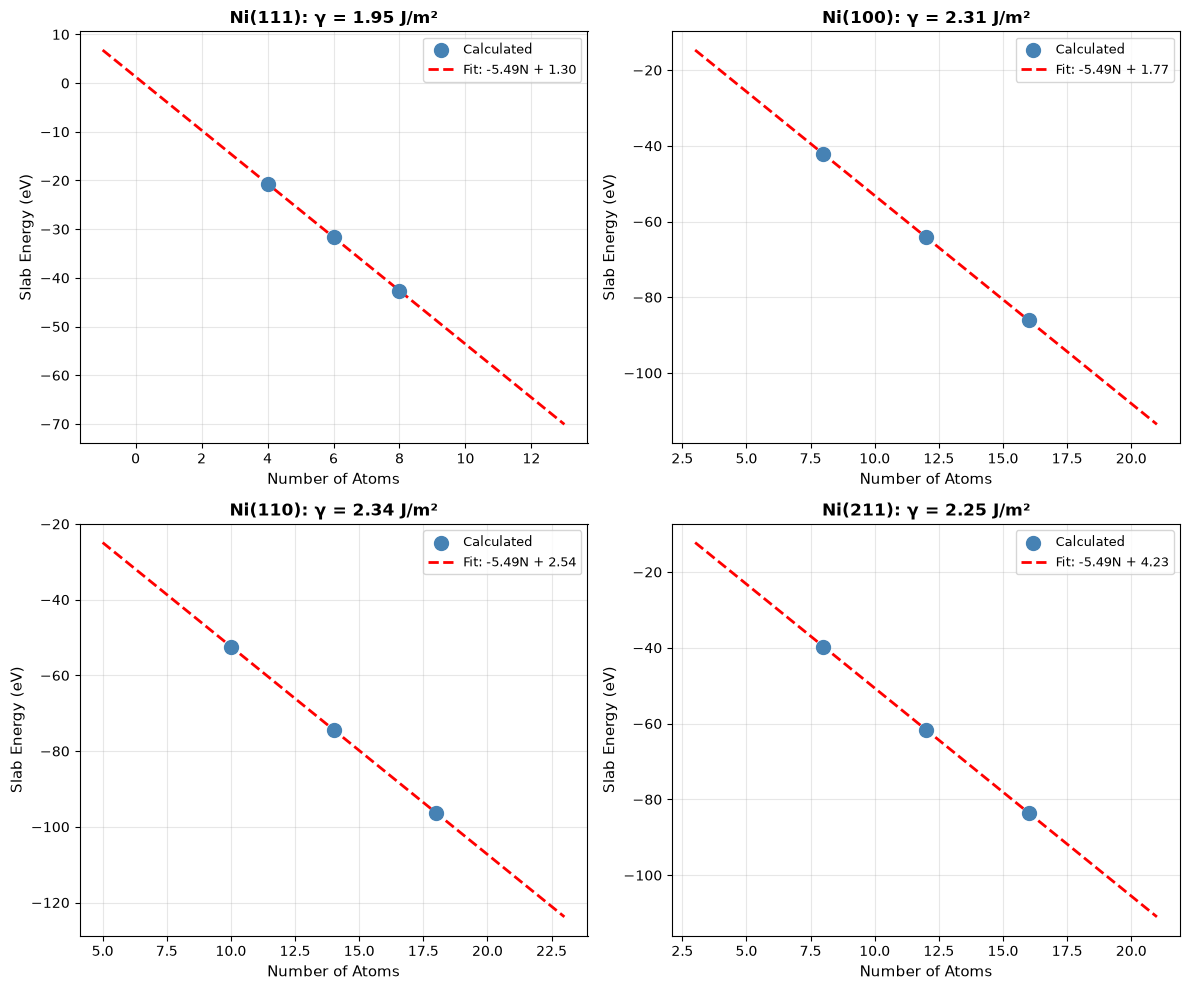 Ni(111): γ = 1.95 J/m²
Calculated
Fit: -5.49N + 1.30
10
0
−10
−20
−30
−40
−50
−60
−70
Slab Energy (eV)
0 2 4 6 8 10 12
Number of Atoms
Ni(100): γ = 2.31 J/m²
Calculated
Fit: -5.49N + 1.77
−20
−40
−60
−80
−100
Slab Energy (eV)
2.5 5.0 7.5 10.0 12.5 15.0 17.5 20.0
Number of Atoms
Ni(110): γ = 2.34 J/m²
Calculated
Fit: -5.49N + 2.54
−20
−40
−60
−80
−100
−120
Slab Energy (eV)
5.0 7.5 10.0 12.5 15.0 17.5 20.0 22.5
Number of Atoms
Ni(211): γ = 2.25 J/m²
Calculated
Fit: -5.49N + 4.23
−20
−40
−60
−80
−100
Slab Energy (eV)
2.5 5.0 7.5 10.0 12.5 15.0 17.5 20.0
Number of Atoms